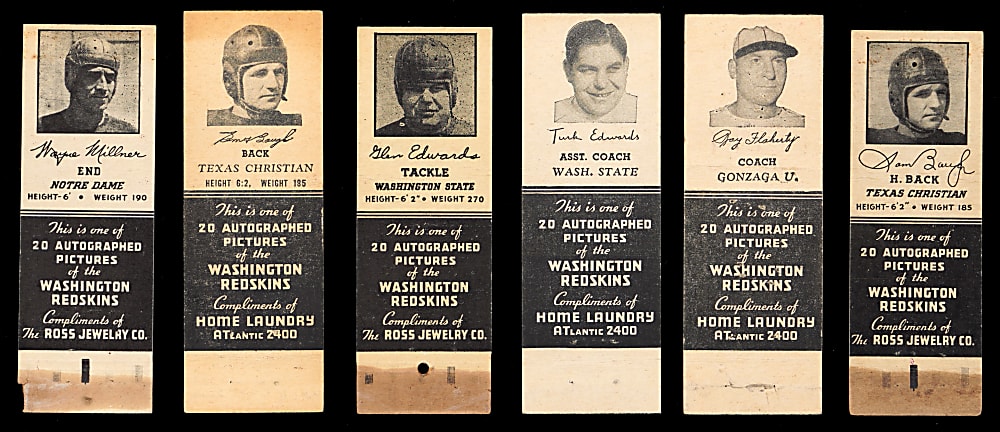 Wayne Millner
END
NOTRE DAME
HEIGHT-6' • WEIGHT 190
This is one of
20 AUTOGRAPHED
PICTURES
of the
WASHINGTON
REDSKINS
Compliments of
The ROSS JEWELRY CO.
Sam Baugh
BACK
TEXAS CHRISTIAN
HEIGHT 6:2, WEIGHT 185
This is one of
20 AUTOGRAPHED
PICTURES
of the
WASHINGTON
REDSKINS
Compliments of
HOME LAUNDRY
ATLANTIC 2400
Glen Edwards
TACKLE
WASHINGTON STATE
HEIGHT-6' 2" • WEIGHT 270
This is one of
20 AUTOGRAPHED
PICTURES
of the
WASHINGTON
REDSKINS
Compliments of
The ROSS JEWELRY CO.
Turk Edwards
ASST. COACH
WASH. STATE
This is one of
20 AUTOGRAPHED
PICTURES
of the
WASHINGTON
REDSKINS
Compliments of
HOME LAUNDRY
ATLANTIC 2400
Ray Flaherty
COACH
GONZAGA U.
This is one of
20 AUTOGRAPHED
PICTURES
of the
WASHINGTON
REDSKINS
Compliments of
HOME LAUNDRY
ATLANTIC 2400
Sam Baugh
H. BACK
TEXAS CHRISTIAN
HEIGHT-6' 2" • WEIGHT 185
This is one of
20 AUTOGRAPHED
PICTURES
of the
WASHINGTON
REDSKINS
Compliments of
The ROSS JEWELRY CO.